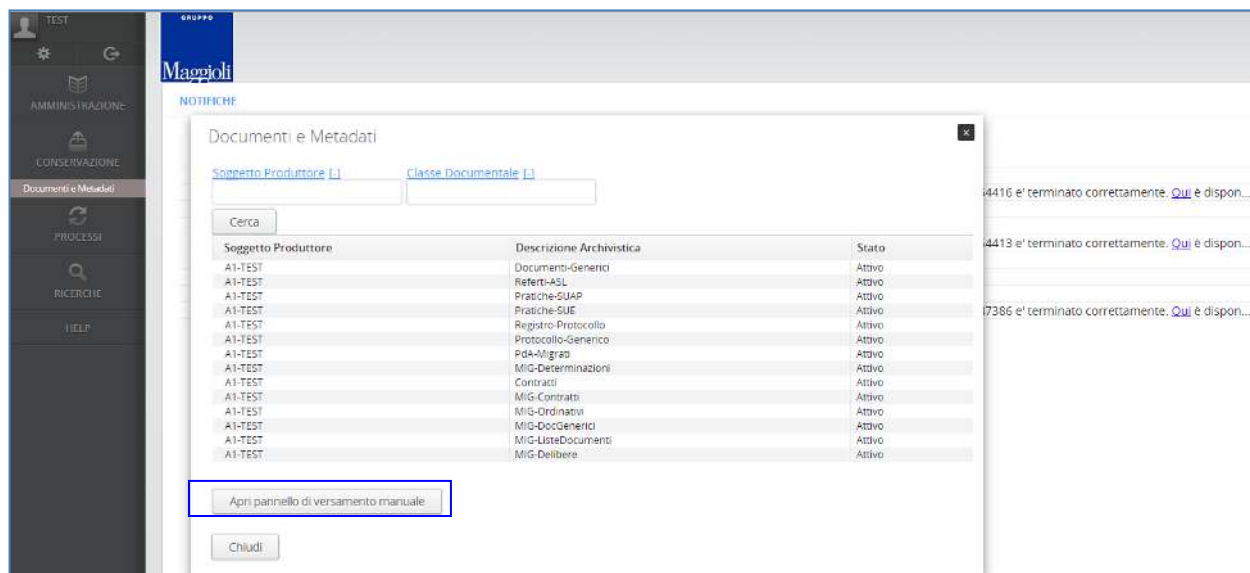 TEST
AMMINISTRAZIONE
CONSERVAZIONE
Documenti e Metadati
PROCESSI
RICERCHE
HELP
GRUPPO
Maggioli
NOTIFICHE
Documenti e Metadati
x
Soggetto Produttore [-] Classe Documentale [-]
Cerca
Soggetto Produttore Descrizione Archivistica Stato
A1-TEST Documenti-Generici Attivo
A1-TEST Referti-ASL Attivo
A1-TEST Pratiche-SUAP Attivo
A1-TEST Pratiche-SUE Attivo
A1-TEST Registro-Protocollo Attivo
A1-TEST Protocollo-Generico Attivo
A1-TEST PdA-Migrati Attivo
A1-TEST MIG-Determinazioni Attivo
A1-TEST Contratti Attivo
A1-TEST MIG-Contratti Attivo
A1-TEST MIG-Ordinativi Attivo
A1-TEST MIG-DocGenerici Attivo
A1-TEST MIG-ListeDocumenti Attivo
A1-TEST MIG-Delibere Attivo
Apri pannello di versamento manuale
Chiudi
4416 e' terminato correttamente. Qui è dispon...
4413 e' terminato correttamente. Qui è dispon...
7386 e' terminato correttamente. Qui è dispon...